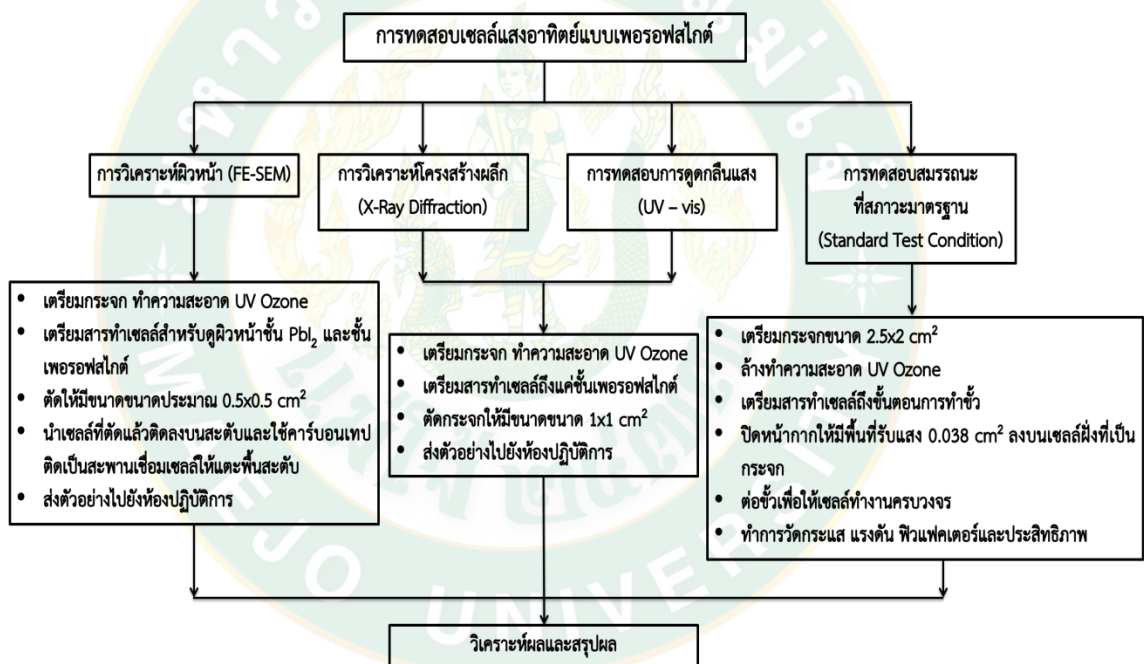 การทดสอบเซลล์แสงอาทิตย์แบบเพอรอฟสไกต์
การวิเคราะห์ผิวหน้า (FE-SEM)
การวิเคราะห์โครงสร้างผลึก
(X-Ray Diffraction)
การทดสอบการดูดกลืนแสง
(UV – vis)
การทดสอบสมรรถนะ
ที่สภาวะมาตรฐาน
(Standard Test Condition)
• เตรียมกระจก ทำความสะอาด UV Ozone
• เตรียมสารทำเซลล์สำหรับดูผิวหน้าชั้น PbI₂ และชั้น
เพอรอฟสไกต์
• ตัดให้มีขนาดขนาดประมาณ 0.5x0.5 cm²
• นำเซลล์ที่ตัดแล้วติดลงบนสะตับและใช้คาร์บอนเทป
ติดเป็นสะพานเชื่อมเซลล์ให้แตะพื้นสะตับ
• ส่งตัวอย่างไปยังห้องปฏิบัติการ
• เตรียมกระจก ทำความสะอาด UV Ozone
• เตรียมสารทำเซลล์ถึงแค่ชั้นเพอรอฟสไกต์
• ตัดกระจกให้มีขนาดขนาด 1x1 cm²
• ส่งตัวอย่างไปยังห้องปฏิบัติการ
• เตรียมกระจกขนาด 2.5x2 cm²
• ล้างทำความสะอาด UV Ozone
• เตรียมสารทำเซลล์ถึงขั้นตอนการทำขั้ว
• ปิดหน้ากากให้มีพื้นที่รับแสง 0.038 cm² ลงบนเซลล์ฝั่งที่เป็น
กระจก
• ต่อขั้วเพื่อให้เซลล์ทำงานครบวงจร
• ทำการวัดกระแส แรงดัน ฟิวแฟคเตอร์และประสิทธิภาพ
วิเคราะห์ผลและสรุปผล
UNIVERSITY